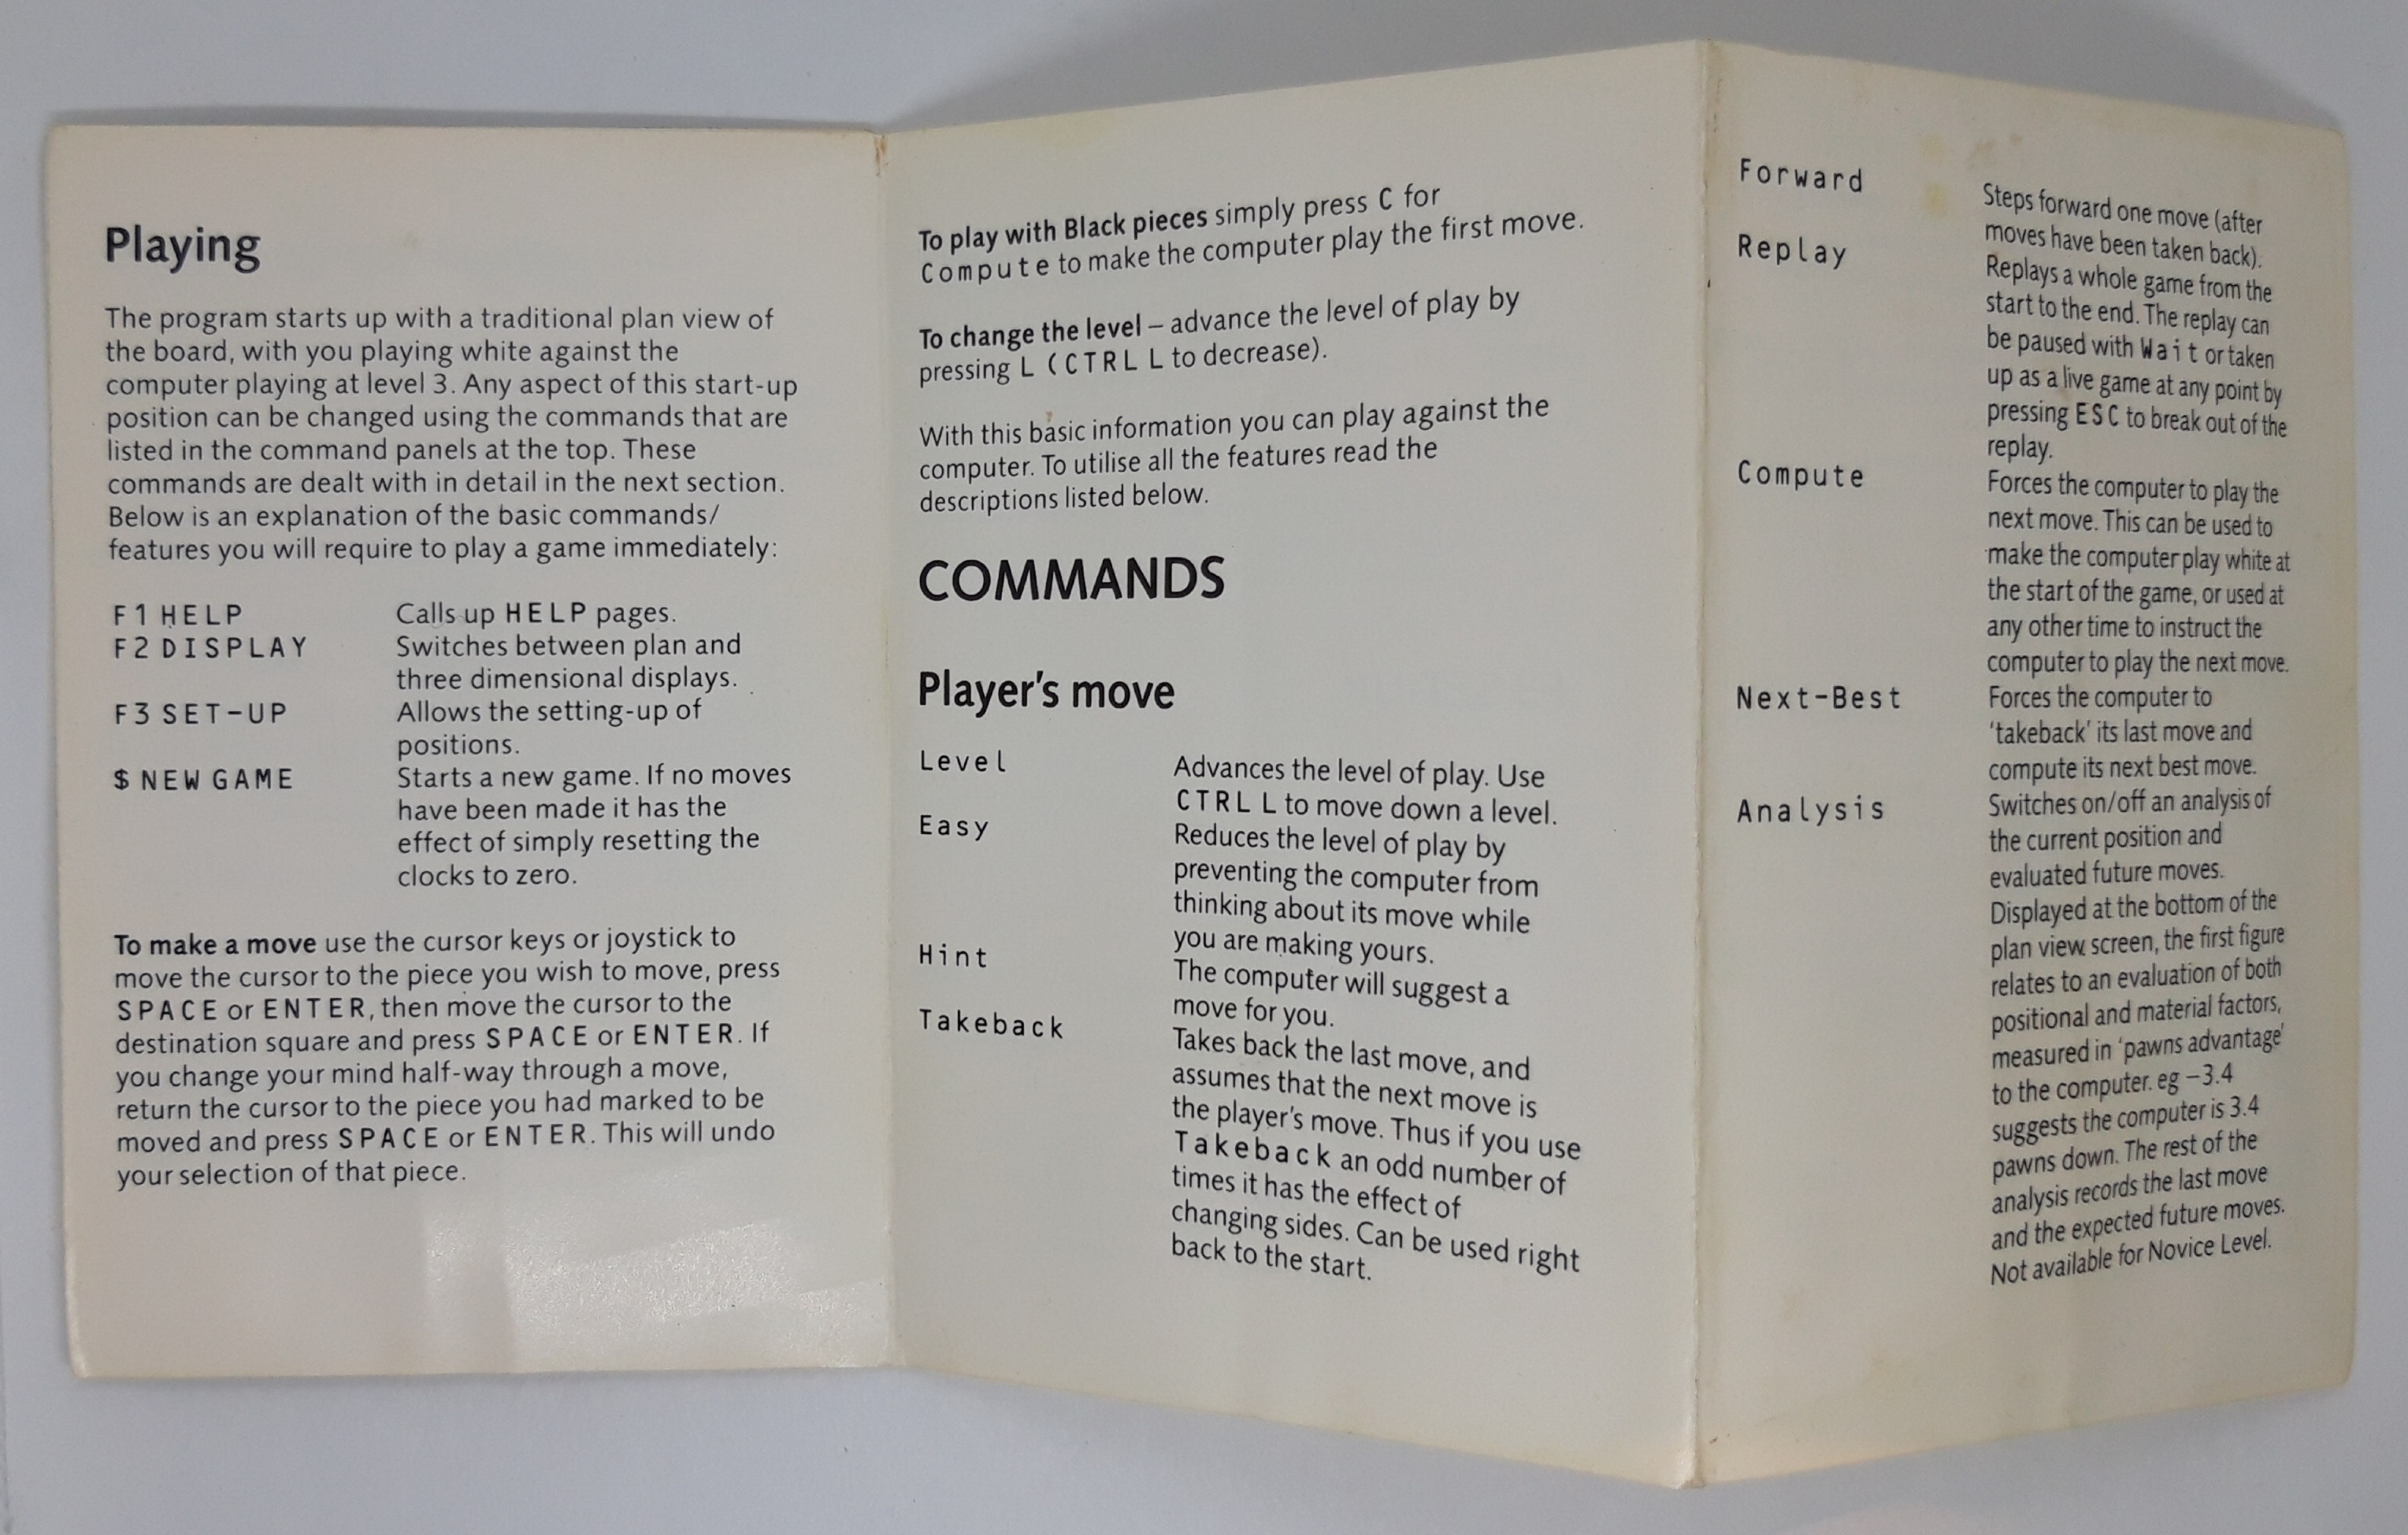 Playing
The program starts up with a traditional plan view of
the board, with you playing white against the
computer playing at level 3. Any aspect of this start-up
position can be changed using the commands that are
listed in the command panels at the top. These
commands are dealt with in detail in the next section.
Below is an explanation of the basic commands/
features you will require to play a game immediately:
F1 HELP Calls up HELP pages.
F2 DISPLAY Switches between plan and
three dimensional displays.
F3 SET-UP Allows the setting-up of
positions.
$ NEW GAME Starts a new game. If no moves
have been made it has the
effect of simply resetting the
clocks to zero.
To make a move use the cursor keys or joystick to
move the cursor to the piece you wish to move, press
SPACE or ENTER, then move the cursor to the
destination square and press SPACE or ENTER. If
you change your mind half-way through a move,
return the cursor to the piece you had marked to be
moved and press SPACE or ENTER. This will undo
your selection of that piece.
To play with Black pieces simply press C for
Compute to make the computer play the first move.
To change the level – advance the level of play by
pressing L (CTRL L to decrease).
With this basic information you can play against the
computer. To utilise all the features read the
descriptions listed below.
COMMANDS
Player's move
Level Advances the level of play. Use
CTRL L to move down a level.
Easy Reduces the level of play by
preventing the computer from
thinking about its move while
you are making yours.
Hint The computer will suggest a
move for you.
Takeback Takes back the last move, and
assumes that the next move is
the player's move. Thus if you use
Takeback an odd number of
times it has the effect of
changing sides. Can be used right
back to the start.
Forward Steps forward one move (after
moves have been taken back).
Replay Replays a whole game from the
start to the end. The replay can
be paused with Wait or taken
up as a live game at any point by
pressing ESC to break out of the
replay.
Compute Forces the computer to play the
next move. This can be used to
make the computer play white at
the start of the game, or used at
any other time to instruct the
computer to play the next move.
Next-Best Forces the computer to
'takeback' its last move and
compute its next best move.
Analysis Switches on/off an analysis of
the current position and
evaluated future moves.
Displayed at the bottom of the
plan view screen, the first figure
relates to an evaluation of both
positional and material factors,
measured in 'pawns advantage'
to the computer. eg –3.4
suggests the computer is 3.4
pawns down. The rest of the
analysis records the last move
and the expected future moves.
Not available for Novice Level.